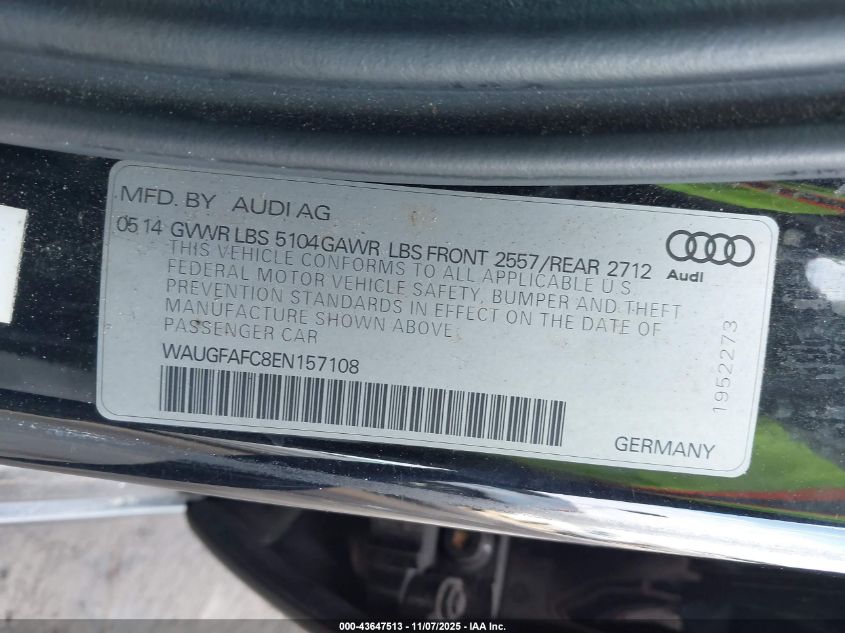 MFD. BY AUDI AG
05 14 GVWR LBS 5104 GAWR LBS FRONT 2557/REAR 2712
THIS VEHICLE CONFORMS TO ALL APPLICABLE U.S.
FEDERAL MOTOR VEHICLE SAFETY, BUMPER AND THEFT
PREVENTION STANDARDS IN EFFECT ON THE DATE OF
MANUFACTURE SHOWN ABOVE.
PASSENGER CAR
WAUGFAFC8EN157108
Audi
1952273
GERMANY
000-43647513 - 11/07/2025 - IAA Inc.